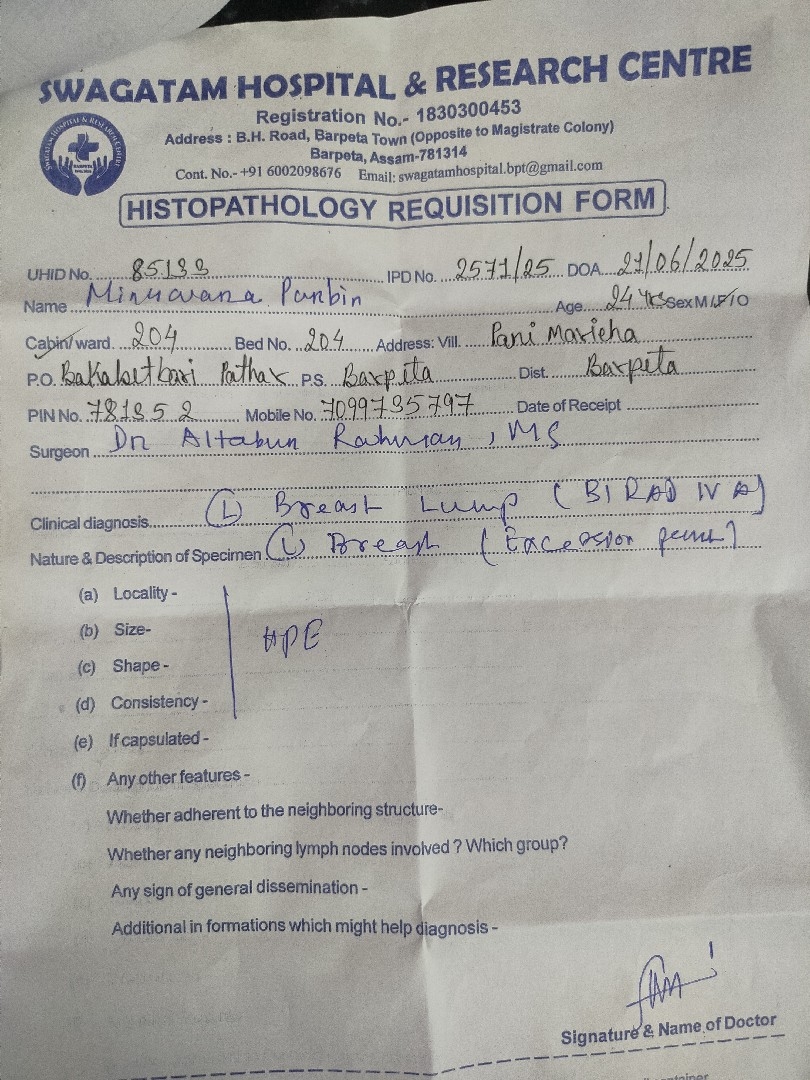 SWAGATAM HOSPITAL & RESEARCH CENTRE
Registration No.- 1830300453
Address : B.H. Road, Barpeta Town (Opposite to Magistrate Colony)
Barpeta, Assam-781314
Cont. No.- +91 6002098676 Email: swagatamhospital.bpt@gmail.com
HISTOPATHOLOGY REQUISITION FORM
UHID No. 85133 IPD No. 2571/25 DOA 21/06/2025
Name Age 24 yrs Sex M/F/O
Cabin/ward. 204 Bed No. 204 Address: Vill. Pani Maricha
P.O. Pathar P.S. Barpeta Dist. Barpeta
PIN No. 781352 Mobile No. 7099735797 Date of Receipt
Surgeon Dr Altabur Rahman, MS
Clinical diagnosis (L) Breast Lump (BIRAD IV A)
Nature & Description of Specimen (L) Breast
(a) Locality -
(b) Size-
(c) Shape -
HPE
(d) Consistency -
(e) If capsulated -
(f) Any other features -
Whether adherent to the neighboring structure-
Whether any neighboring lymph nodes involved ? Which group?
Any sign of general dissemination -
Additional in formations which might help diagnosis -
Signature & Name of Doctor